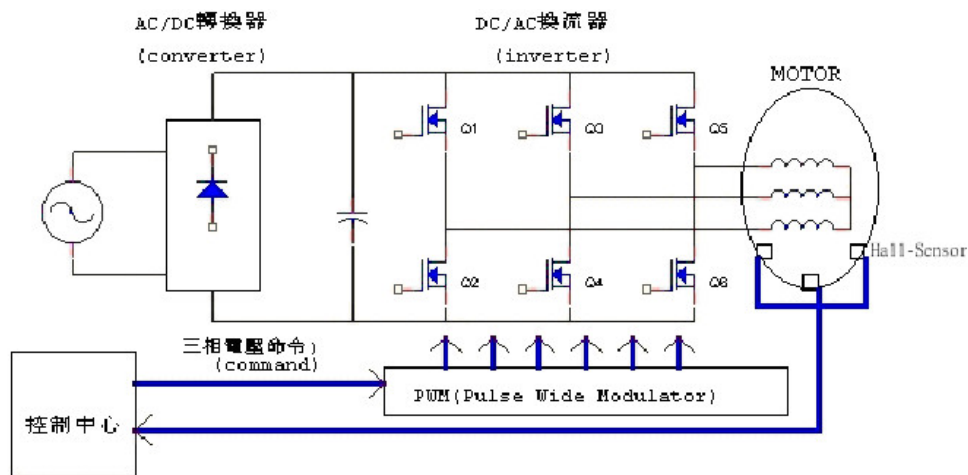 AC/DC轉換器
(converter)
DC/AC換流器
(inverter)
MOTOR
Q1
Q3
Q5
Hall-Sensor
Q2
Q4
Q6
三相電壓命令)
(command)
PWM(Pulse Wide Modulator)
控制中心